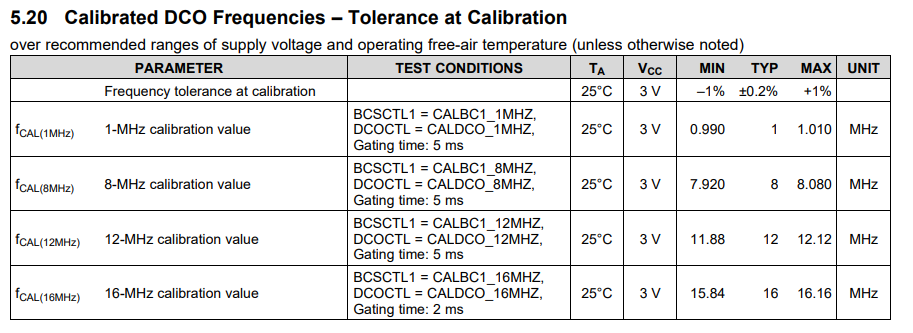 5.20 Calibrated DCO Frequencies – Tolerance at Calibration
over recommended ranges of supply voltage and operating free-air temperature (unless otherwise noted)
PARAMETER TEST CONDITIONS TA VCC MIN TYP MAX UNIT
Frequency tolerance at calibration 25°C 3 V –1% ±0.2% +1%
fCAL(1MHz) 1-MHz calibration value BCSCTL1 = CALBC1_1MHZ,
DCOCTL = CALDCO_1MHZ,
Gating time: 5 ms 25°C 3 V 0.990 1 1.010 MHz
fCAL(8MHz) 8-MHz calibration value BCSCTL1 = CALBC1_8MHZ,
DCOCTL = CALDCO_8MHZ,
Gating time: 5 ms 25°C 3 V 7.920 8 8.080 MHz
fCAL(12MHz) 12-MHz calibration value BCSCTL1 = CALBC1_12MHZ,
DCOCTL = CALDCO_12MHZ,
Gating time: 5 ms 25°C 3 V 11.88 12 12.12 MHz
fCAL(16MHz) 16-MHz calibration value BCSCTL1 = CALBC1_16MHZ,
DCOCTL = CALDCO_16MHZ,
Gating time: 2 ms 25°C 3 V 15.84 16 16.16 MHz